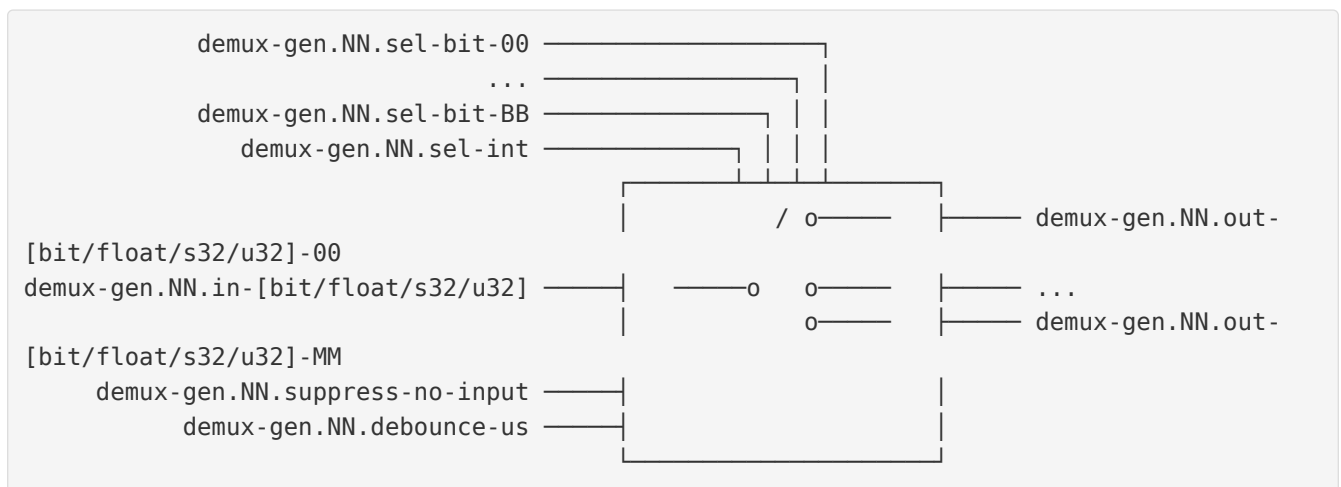 demux-gen.NN.sel-bit-00
...
demux-gen.NN.sel-bit-BB
demux-gen.NN.sel-int
/ o demux-gen.NN.out-
[bit/float/s32/u32]-00
demux-gen.NN.in-[bit/float/s32/u32] o o ...
o demux-gen.NN.out-
[bit/float/s32/u32]-MM
demux-gen.NN.suppress-no-input
demux-gen.NN.debounce-us